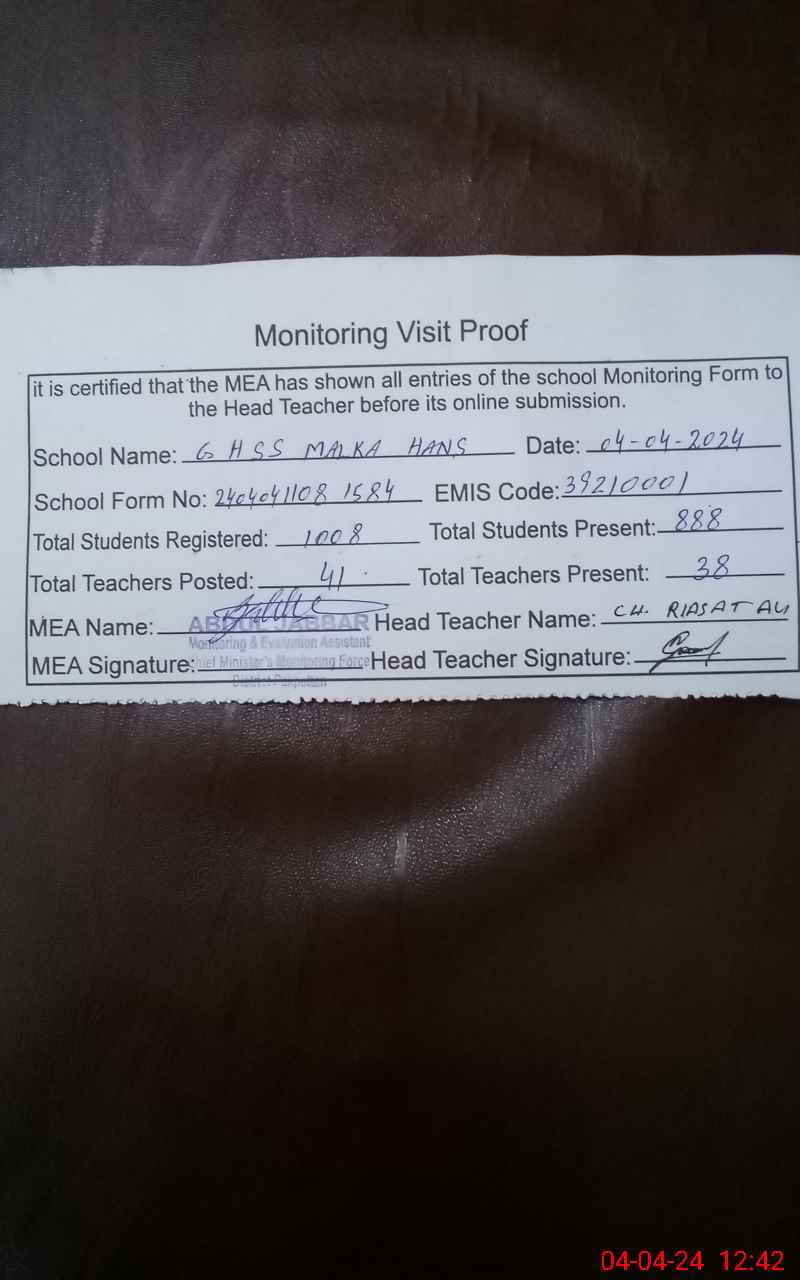 Monitoring Visit Proof
it is certified that the MEA has shown all entries of the school Monitoring Form to
the Head Teacher before its online submission.
School Name: G H S S MALKA HANS Date: 04-04-2024
School Form No: 2404041108 1584 EMIS Code: 39210001
Total Students Registered: 1008 Total Students Present: 888
Total Teachers Posted: 41 Total Teachers Present: 38
MEA Name: ABDUL JABBAR Head Teacher Name: CH. RIASAT ALI
Monitoring & Evaluation Assistant
MEA Signature: Chief Minister's Monitoring Force Head Teacher Signature:
District Pakpattan
04-04-24 12:42